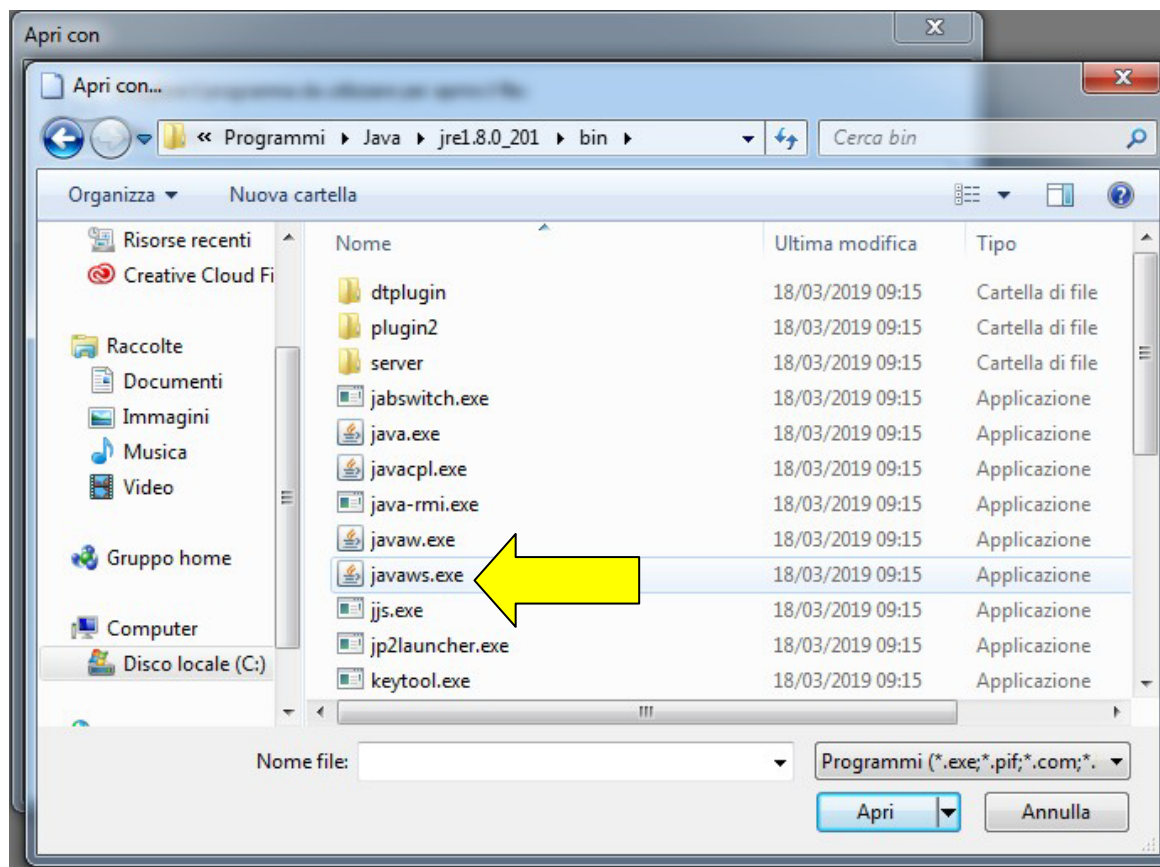 Apri con
Apri con...
« Programmi ▸ Java ▸ jre1.8.0_201 ▸ bin ▸
Cerca bin
Organizza ▾ Nuova cartella
Risorse recenti
Creative Cloud Fi
Raccolte
Documenti
Immagini
Musica
Video
Gruppo home
Computer
Disco locale (C:)
Nome Ultima modifica Tipo
dtplugin 18/03/2019 09:15 Cartella di file
plugin2 18/03/2019 09:15 Cartella di file
server 18/03/2019 09:15 Cartella di file
jabswitch.exe 18/03/2019 09:15 Applicazione
java.exe 18/03/2019 09:15 Applicazione
javacpl.exe 18/03/2019 09:15 Applicazione
java-rmi.exe 18/03/2019 09:15 Applicazione
javaw.exe 18/03/2019 09:15 Applicazione
javaws.exe 18/03/2019 09:15 Applicazione
jjs.exe 18/03/2019 09:15 Applicazione
jp2launcher.exe 18/03/2019 09:15 Applicazione
keytool.exe 18/03/2019 09:15 Applicazione
Nome file:
Programmi (*.exe;*.pif;*.com;*.
Apri Annulla